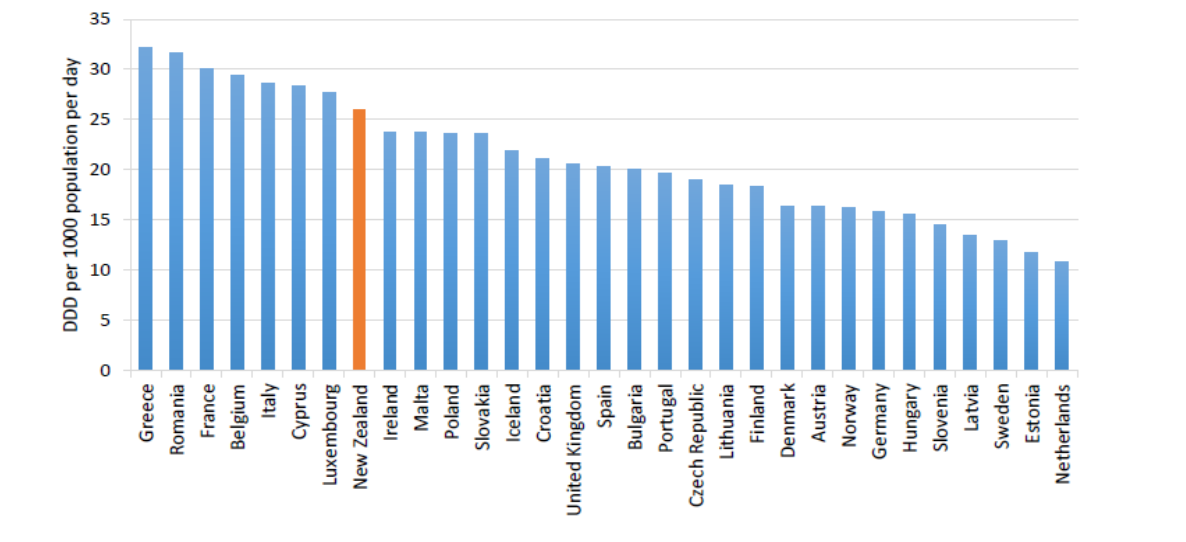 DDD per 1000 population per day
35
30
25
20
15
10
5
0
Greece
Romania
France
Belgium
Italy
Cyprus
Luxembourg
New Zealand
Ireland
Malta
Poland
Slovakia
Iceland
Croatia
United Kingdom
Spain
Bulgaria
Portugal
Czech Republic
Lithuania
Finland
Denmark
Austria
Norway
Germany
Hungary
Slovenia
Latvia
Sweden
Estonia
Netherlands